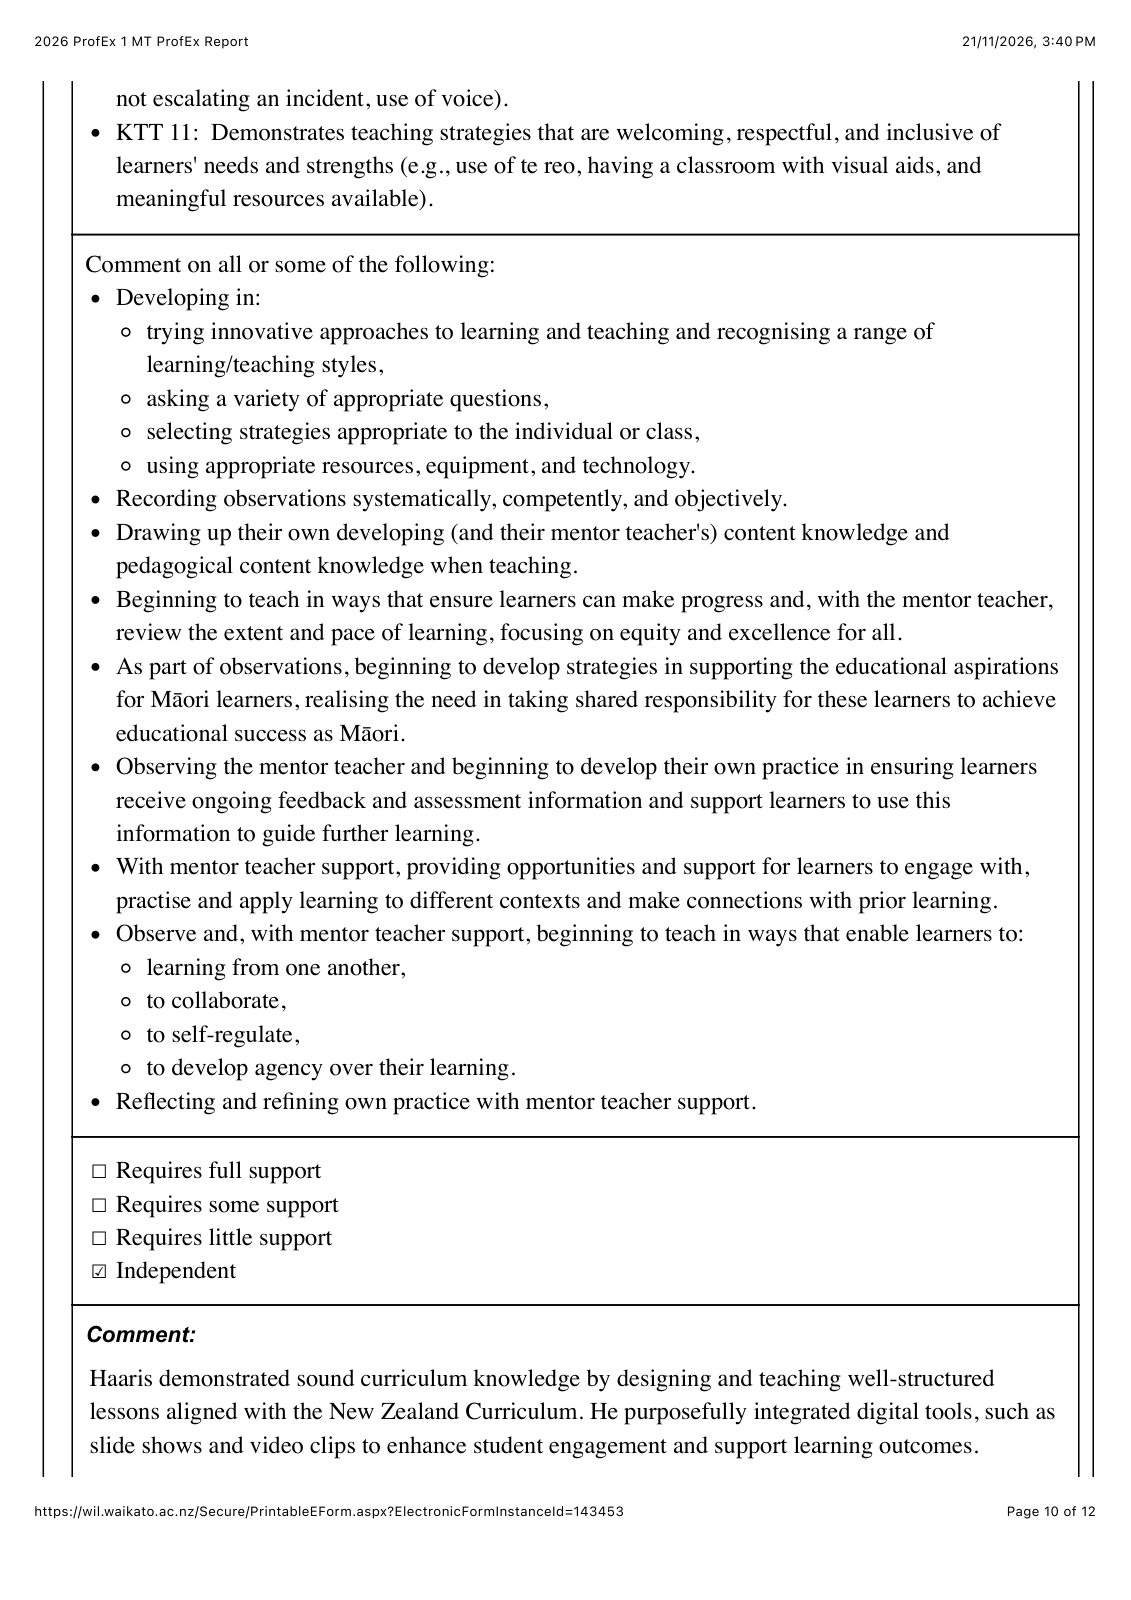 2026 ProfEx 1 MT ProfEx Report
21/11/2026, 3:40 PM
not escalating an incident, use of voice).
• KTT 11:  Demonstrates teaching strategies that are welcoming, respectful, and inclusive of
learners' needs and strengths (e.g., use of te reo, having a classroom with visual aids, and
meaningful resources available).
Comment on all or some of the following:
• Developing in:
◦ trying innovative approaches to learning and teaching and recognising a range of
learning/teaching styles,
◦ asking a variety of appropriate questions,
◦ selecting strategies appropriate to the individual or class,
◦ using appropriate resources, equipment, and technology.
• Recording observations systematically, competently, and objectively.
• Drawing up their own developing (and their mentor teacher's) content knowledge and
pedagogical content knowledge when teaching.
• Beginning to teach in ways that ensure learners can make progress and, with the mentor teacher,
review the extent and pace of learning, focusing on equity and excellence for all.
• As part of observations, beginning to develop strategies in supporting the educational aspirations
for Māori learners, realising the need in taking shared responsibility for these learners to achieve
educational success as Māori.
• Observing the mentor teacher and beginning to develop their own practice in ensuring learners
receive ongoing feedback and assessment information and support learners to use this
information to guide further learning.
• With mentor teacher support, providing opportunities and support for learners to engage with,
practise and apply learning to different contexts and make connections with prior learning.
• Observe and, with mentor teacher support, beginning to teach in ways that enable learners to:
◦ learning from one another,
◦ to collaborate,
◦ to self-regulate,
◦ to develop agency over their learning.
• Reflecting and refining own practice with mentor teacher support.
☐ Requires full support
☐ Requires some support
☐ Requires little support
☑ Independent
Comment:
Haaris demonstrated sound curriculum knowledge by designing and teaching well-structured
lessons aligned with the New Zealand Curriculum. He purposefully integrated digital tools, such as
slide shows and video clips to enhance student engagement and support learning outcomes.
https://wil.waikato.ac.nz/Secure/PrintableEForm.aspx?ElectronicFormInstanceId=143453
Page 10 of 12